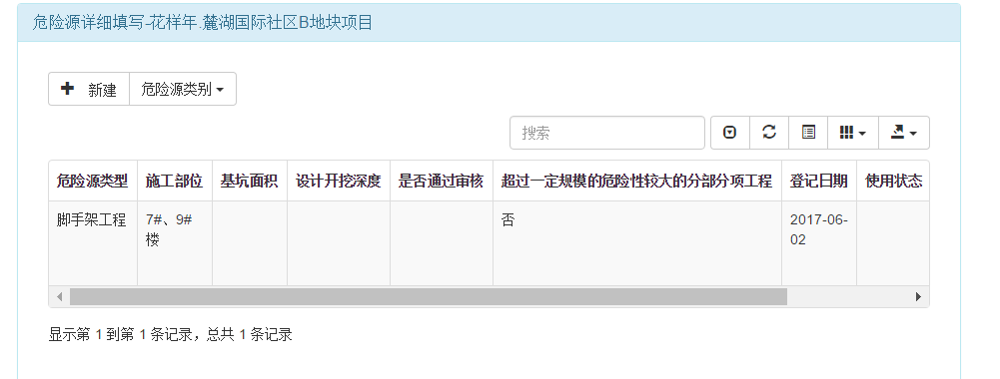 危险源详细填写-花样年.麓湖国际社区B地块项目
新建 危险源类别
搜索
危险源类型 施工部位 基坑面积 设计开挖深度 是否通过审核 超过一定规模的危险性较大的分部分项工程 登记日期 使用状态
脚手架工程 7#、9# 否 2017-06-
楼 02
显示第 1 到第 1 条记录，总共 1 条记录